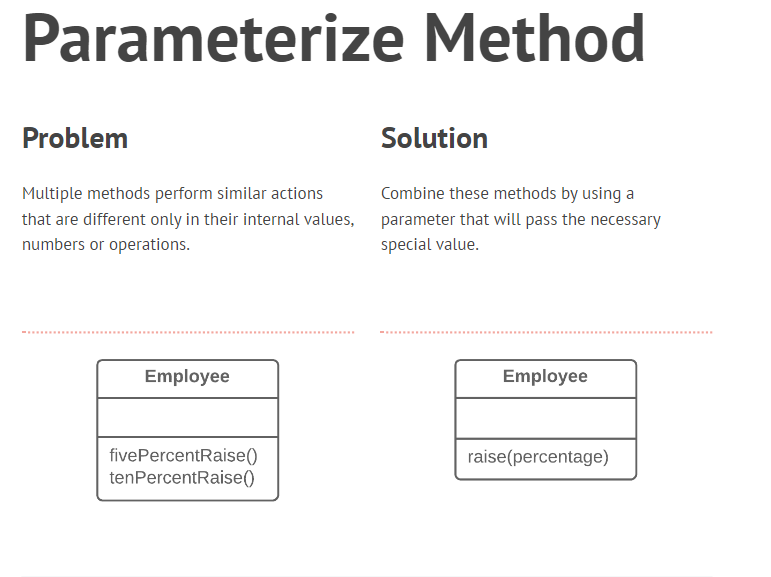 Parameterize Method
Problem
Multiple methods perform similar actions
that are different only in their internal values,
numbers or operations.
Solution
Combine these methods by using a
parameter that will pass the necessary
special value.
Employee
fivePercentRaise()
tenPercentRaise()
Employee
raise(percentage)